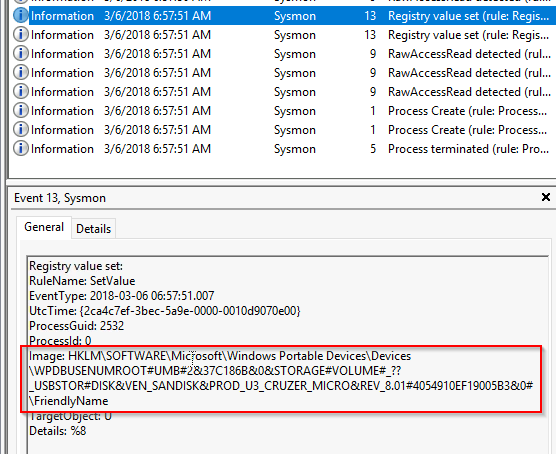 Information 3/6/2018 6:57:51 AM Sysmon 13 Registry value set (rule: Regis...
Information 3/6/2018 6:57:51 AM Sysmon 13 Registry value set (rule: Regis...
Information 3/6/2018 6:57:51 AM Sysmon 9 RawAccessRead detected (rul...
Information 3/6/2018 6:57:51 AM Sysmon 9 RawAccessRead detected (rul...
Information 3/6/2018 6:57:51 AM Sysmon 9 RawAccessRead detected (rul...
Information 3/6/2018 6:57:51 AM Sysmon 1 Process Create (rule: Process...
Information 3/6/2018 6:57:51 AM Sysmon 1 Process Create (rule: Process...
Information 3/6/2018 6:57:51 AM Sysmon 5 Process terminated (rule: Pro...
Event 13, Sysmon
General Details
Registry value set:
RuleName: SetValue
EventType: 2018-03-06 06:57:51.007
UtcTime: {2ca4c7ef-3bec-5a9e-0000-0010d9070e00}
ProcessGuid: 2532
ProcessId: 0
Image: HKLM\SOFTWARE\Microsoft\Windows Portable Devices\Devices
\WPDBUSENUMROOT#UMB#2&37C186B&0&STORAGE#VOLUME#_??
_USBSTOR#DISK&VEN_SANDISK&PROD_U3_CRUZER_MICRO&REV_8.01#4054910EF19005B3&0#
\FriendlyName
TargetObject: U
Details: %8